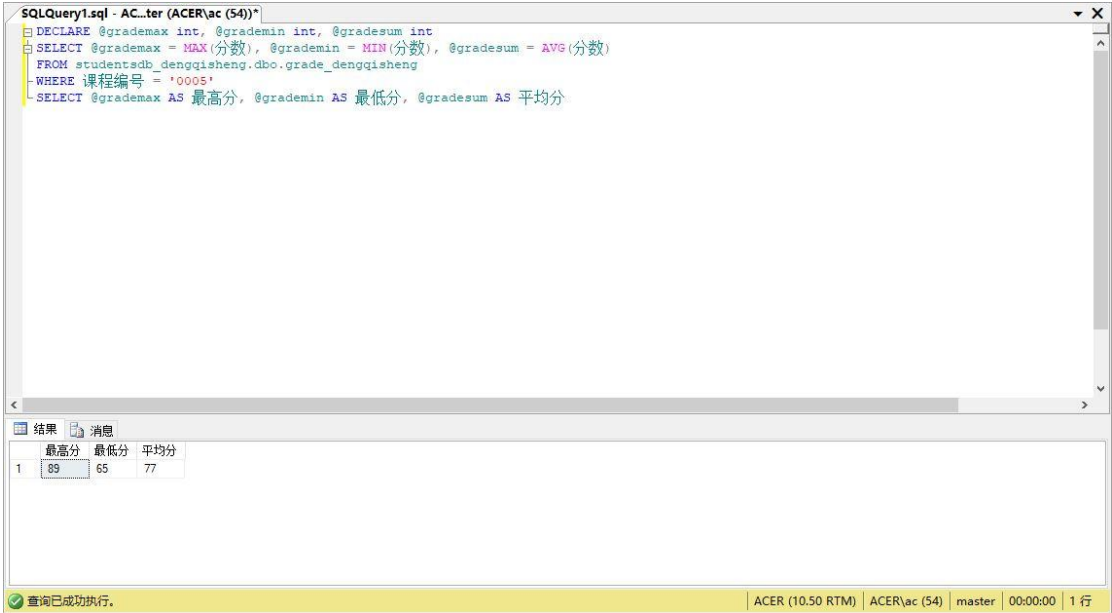 SQLQuery1.sql - AC...ter (ACER\ac (54))*
DECLARE @grademax int, @grademin int, @gradesum int
SELECT @grademax = MAX(分数), @grademin = MIN(分数), @gradesum = AVG(分数)
FROM studentsdb_dengqisheng.dbo.grade_dengqisheng
WHERE 课程编号 = '0005'
SELECT @grademax AS 最高分, @grademin AS 最低分, @gradesum AS 平均分
结果 消息
最高分 最低分 平均分
1 89 65 77
查询已成功执行。 ACER (10.50 RTM) ACER\ac (54) master 00:00:00 1 行